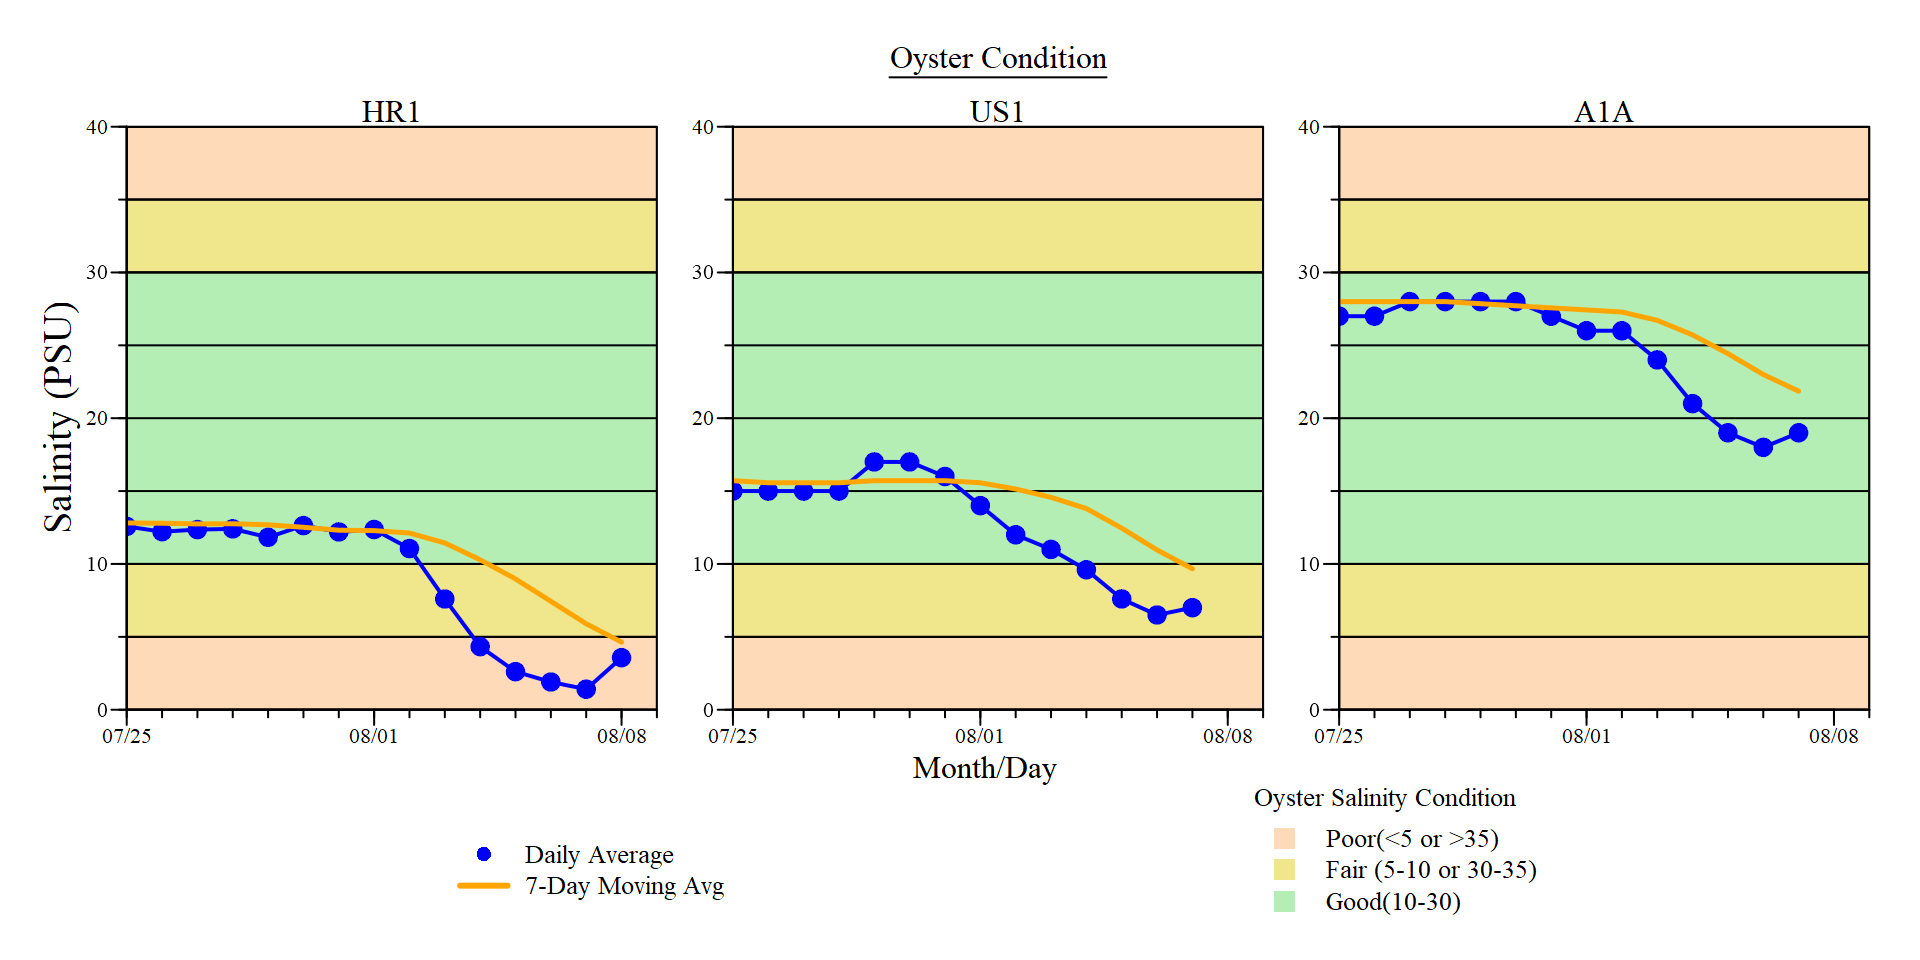 Oyster Condition
HR1
US1
A1A
Salinity (PSU)
40
30
20
10
0
07/25
08/01
08/08
40
30
20
10
0
07/25
08/01
08/08
40
30
20
10
0
07/25
08/01
08/08
Month/Day
Daily Average
7-Day Moving Avg
Oyster Salinity Condition
Poor(<5 or >35)
Fair (5-10 or 30-35)
Good(10-30)